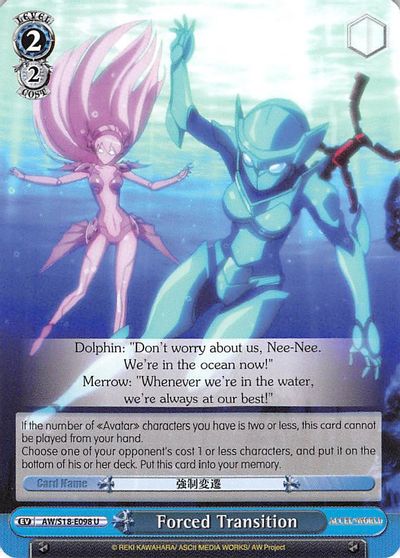 LEVEL
2
2
COST
Dolphin: "Don't worry about us, Nee-Nee.
We're in the ocean now!"
Merrow: "Whenever we're in the water,
we're always at our best!"
If the number of «Avatar» characters you have is two or less, this card cannot
be played from your hand.
Choose one of your opponent's cost 1 or less characters, and put it on
the bottom of his or her deck. Put this card into your memory.
Card Name
強制変遷
EV AW/S18-E098 U
Forced Transition
ACCEL WORLD
© REKI KAWAHARA/ ASCII MEDIA WORKS/ AW Project